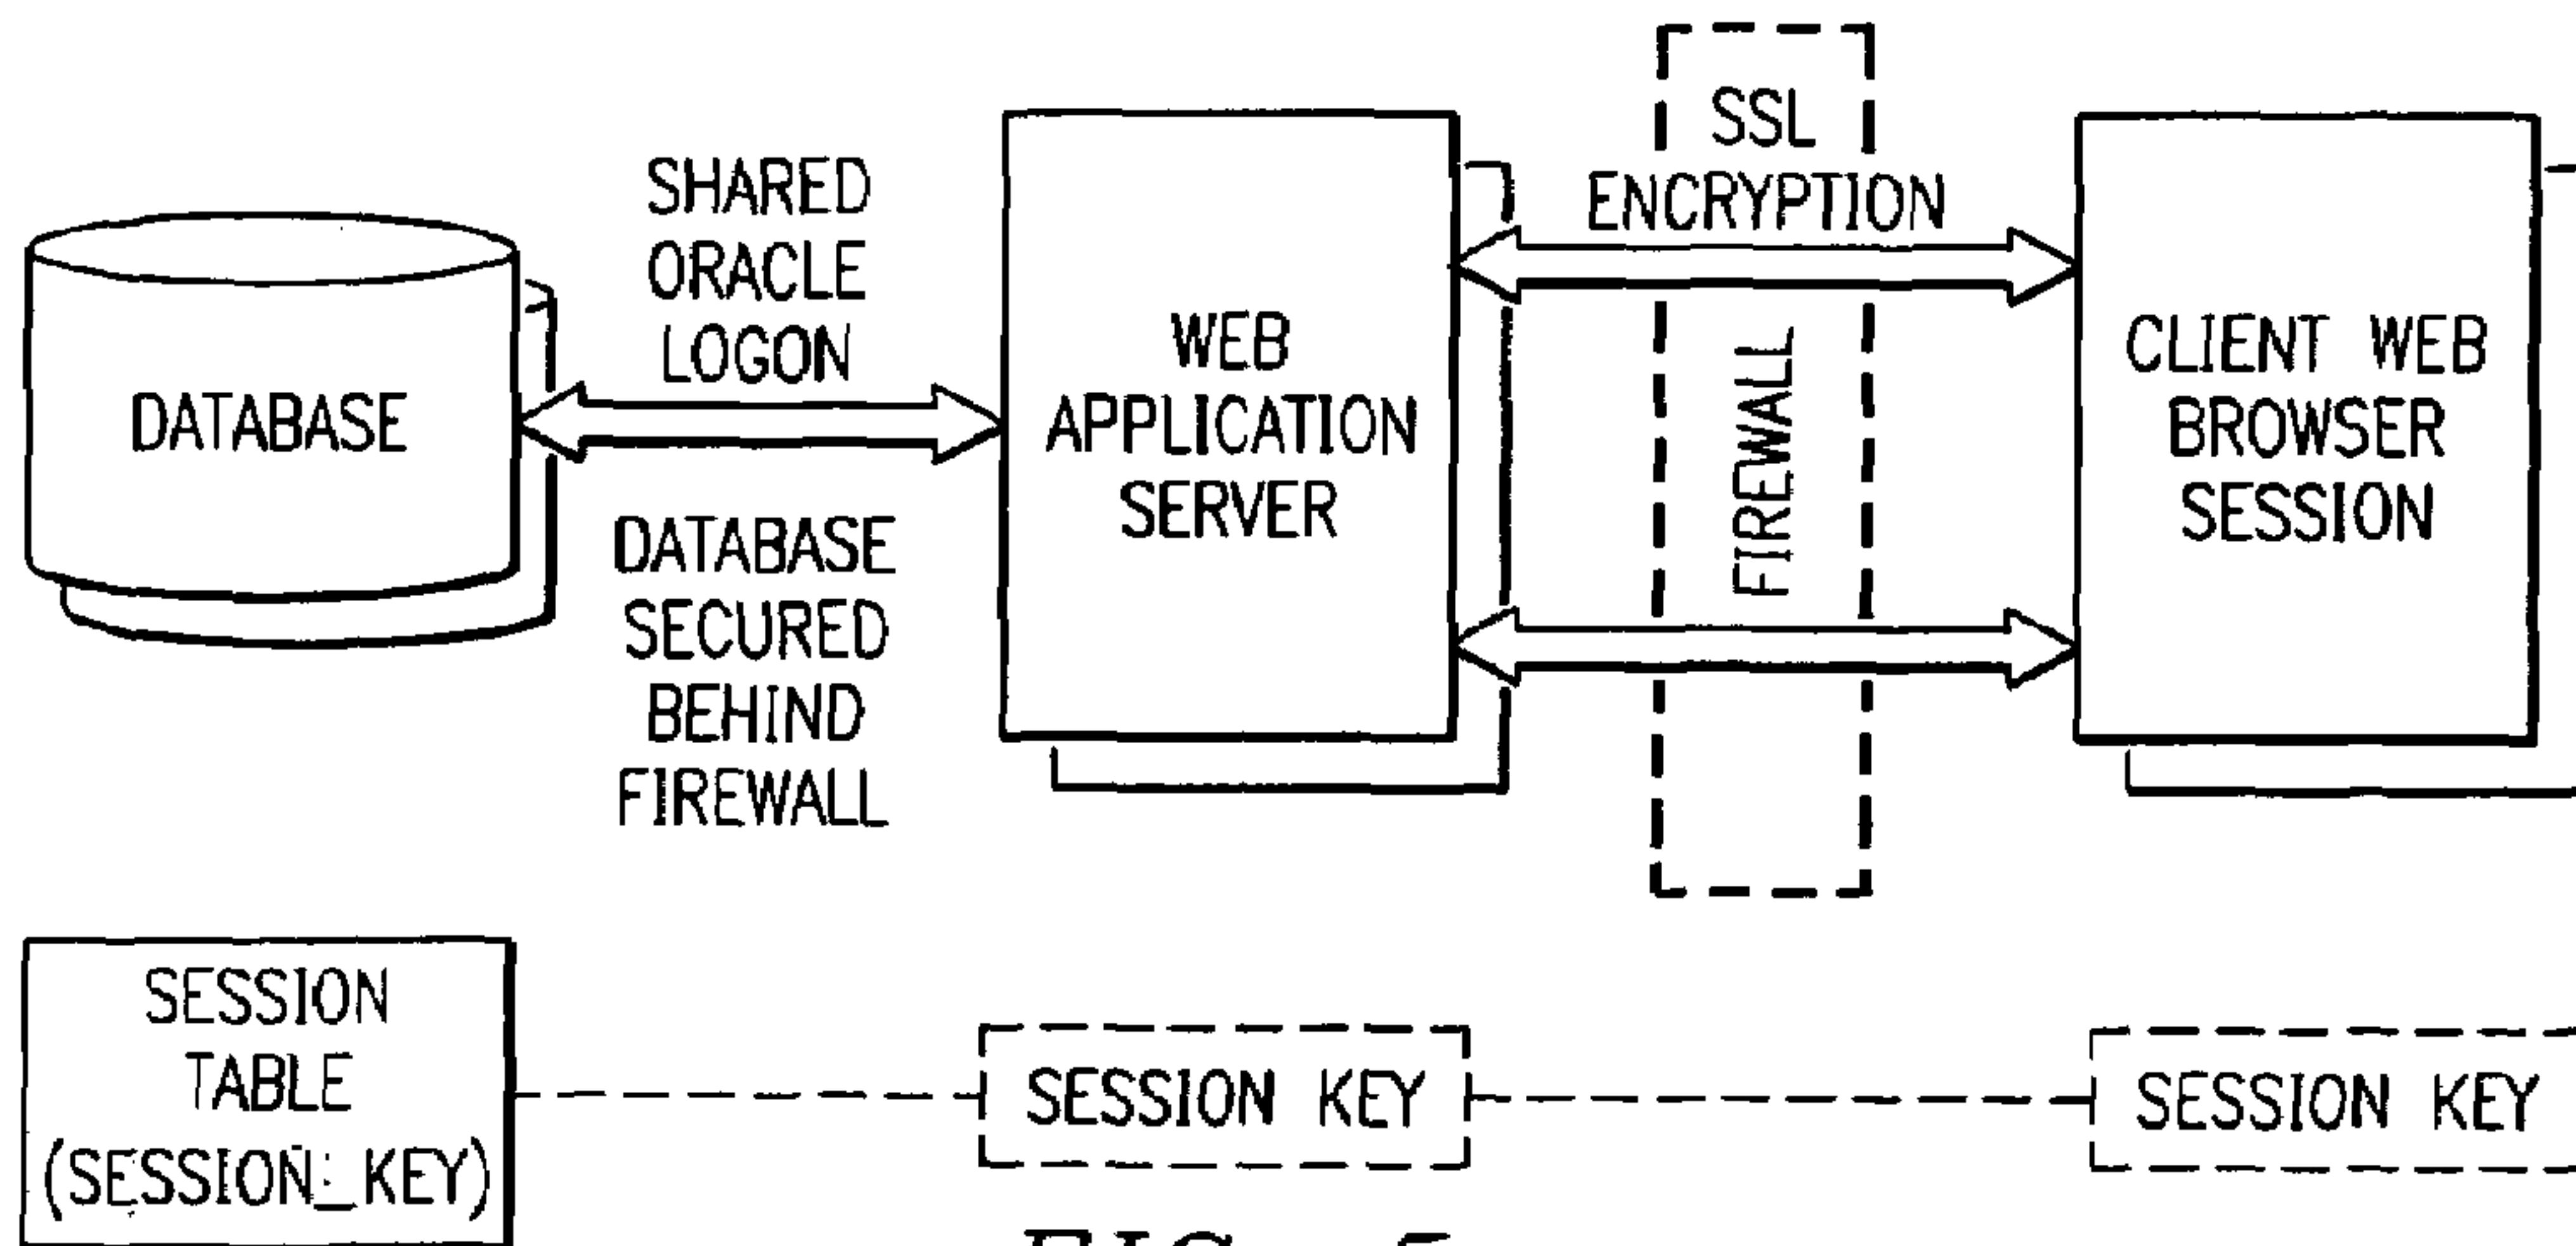 SHARED
ORACLE
LOGON
DATABASE
DATABASE
SECURED
BEHIND
FIREWALL
WEB
APPLICATION
SERVER
SSL
ENCRYPTION
FIREWALL
CLIENT WEB
BROWSER
SESSION
SESSION
TABLE
(SESSION_KEY)
SESSION KEY
SESSION KEY